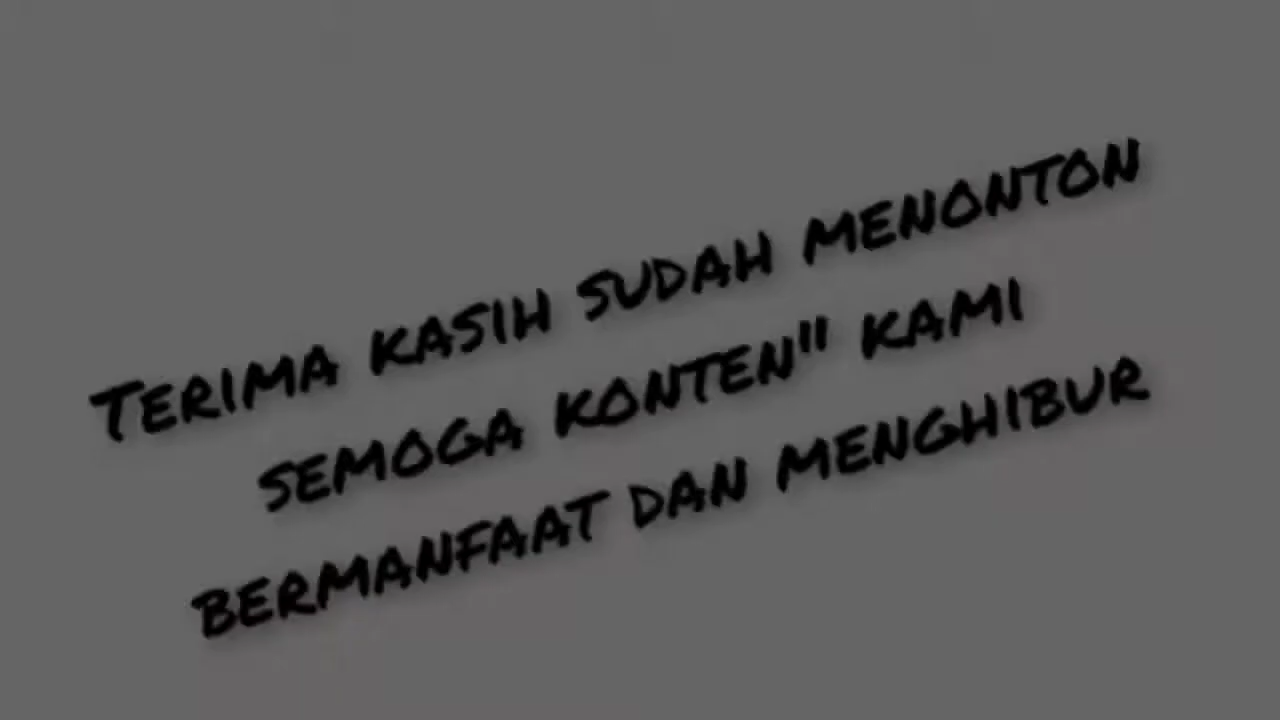 Terima kasih sudah menonton
semoga konten" kami
bermanfaat dan menghibur